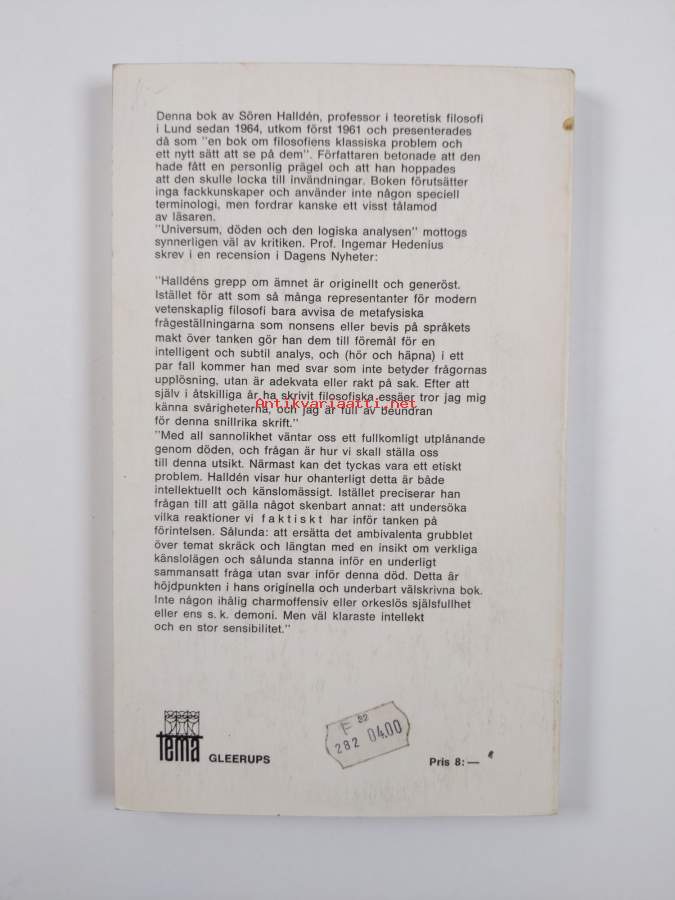 Denna bok av Sören Halldén, professor i teoretisk filosofi
i Lund sedan 1964, utkom först 1961 och presenterades
då som "en bok om filosofiens klassiska problem och
ett nytt sätt att se på dem". Författaren betonade att den
hade fått en personlig prägel och att han hoppades
att den skulle locka till invändningar. Boken förutsätter
inga fackkunskaper och använder inte någon speciell
terminologi, men fordrar kanske ett visst tålamod
av läsaren.
"Universum, döden och den logiska analysen" mottogs
synnerligen väl av kritiken. Prof. Ingemar Hedenius
skrev i en recension i Dagens Nyheter:
"Halldéns grepp om ämnet är originellt och generöst.
Istället för att som så många representanter för modern
vetenskaplig filosofi bara avvisa de metafysiska
frågeställningarna som nonsens eller bevis på språkets
makt över tanken gör han dem till föremål för en
intelligent och subtil analys, och (hör och häpna) i ett
par fall kommer han med svar som inte betyder frågornas
upplösning, utan är adekvata eller rakt på sak. Efter att
själv i åtskilliga år ha skrivit filosofiska essäer tror jag mig
Antikvariaatti.net
känna svårigheterna, och jag är full av beundran
för denna snillrika skrift."
"Med all sannolikhet väntar oss ett fullkomligt utplånande
genom döden, och frågan är hur vi skall ställa oss
till denna utsikt. Närmast kan det tyckas vara ett etiskt
problem. Halldén visar hur ohanterligt detta är både
intellektuellt och känslomässigt. Istället preciserar han
frågan till att gälla något skenbart annat: att undersöka
vilka reaktioner vi faktiskt har inför tanken på
förintelsen. Sålunda: att ersätta det ambivalenta grubblet
över temat skräck och längtan med en insikt om verkliga
känslolägen och sålunda stanna inför en underligt
sammansatt fråga utan svar inför denna död. Detta är
höjdpunkten i hans originella och underbart välskrivna bok.
Inte någon ihålig charmoffensiv eller orkeslös själsfullhet
eller ens s. k. demoni. Men väl klaraste intellekt
och en stor sensibilitet."
tema GLEERUPS
F 82
282 04.00
Pris 8:—